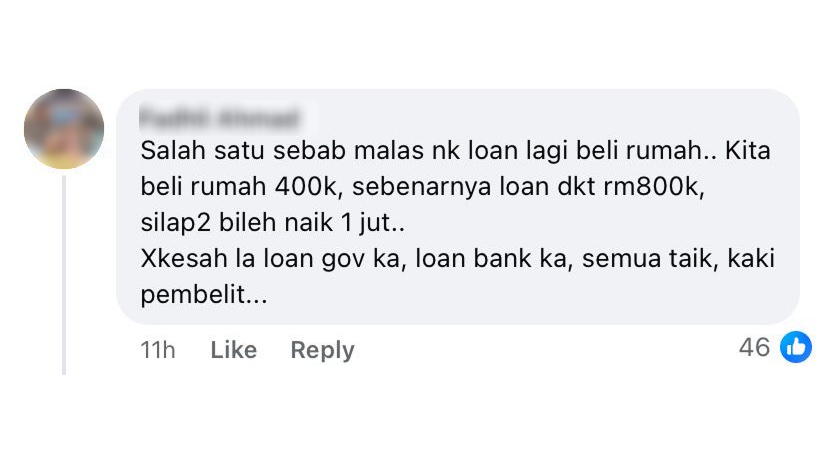 Salah satu sebab malas nk loan lagi beli rumah.. Kita
beli rumah 400k, sebenarnya loan dkt rm800k,
silap2 bileh naik 1 jut..
Xkesah la loan gov ka, loan bank ka, semua taik, kaki
pembelit...
11h Like Reply 46